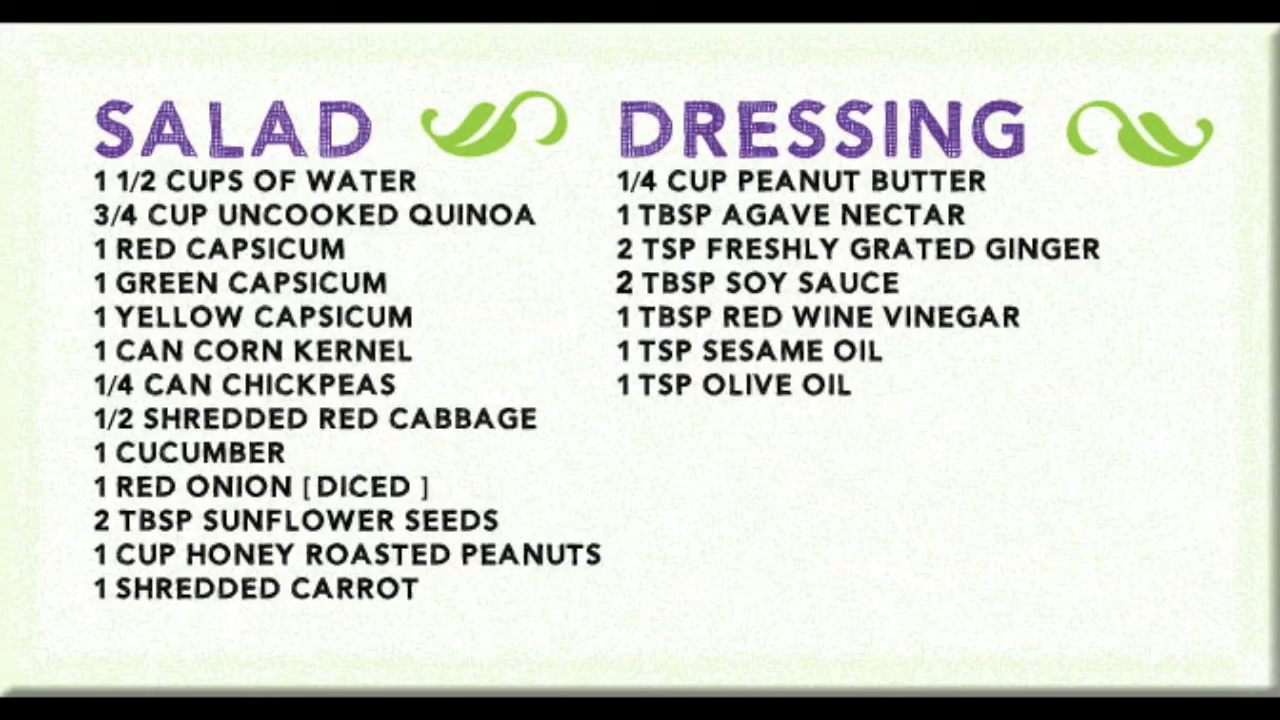 SALAD
1 1/2 CUPS OF WATER
3/4 CUP UNCOOKED QUINOA
1 RED CAPSICUM
1 GREEN CAPSICUM
1 YELLOW CAPSICUM
1 CAN CORN KERNEL
1/4 CAN CHICKPEAS
1/2 SHREDDED RED CABBAGE
1 CUCUMBER
1 RED ONION [ DICED ]
2 TBSP SUNFLOWER SEEDS
1 CUP HONEY ROASTED PEANUTS
1 SHREDDED CARROT
DRESSING
1/4 CUP PEANUT BUTTER
1 TBSP AGAVE NECTAR
2 TSP FRESHLY GRATED GINGER
2 TBSP SOY SAUCE
1 TBSP RED WINE VINEGAR
1 TSP SESAME OIL
1 TSP OLIVE OIL